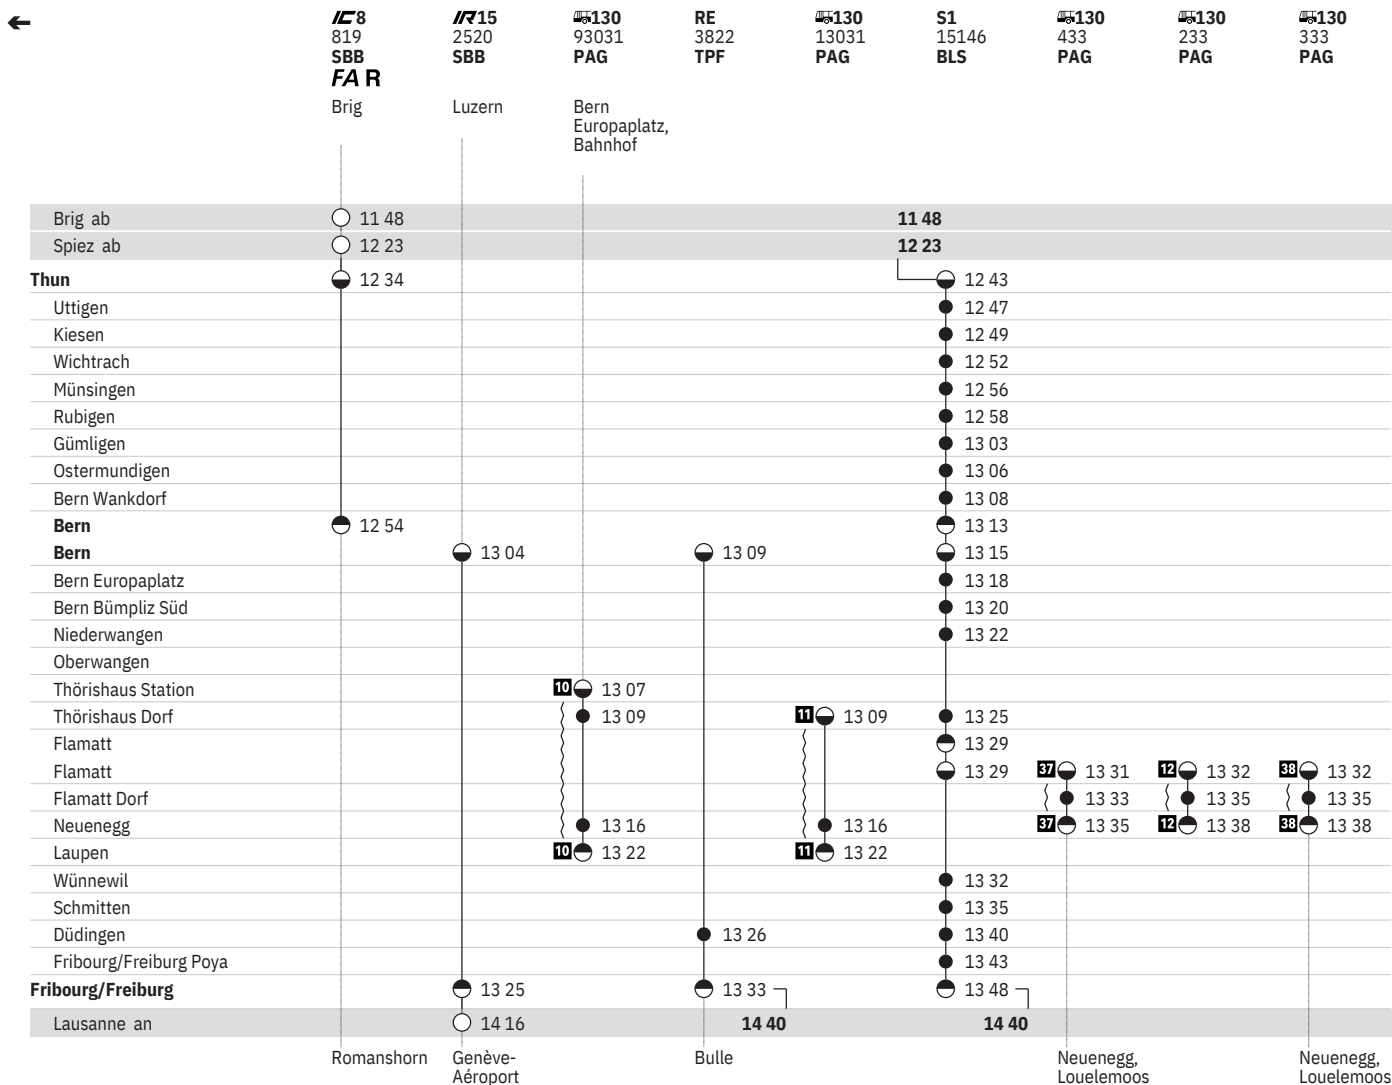 IC8 IR15 130 RE 130 S1 130 130 130
819 2520 93031 3822 13031 15146 433 233 333
SBB SBB PAG TPF PAG BLS PAG PAG PAG
FA R
Brig Luzern Bern
Europaplatz,
Bahnhof
Brig ab 11 48 11 48
Spiez ab 12 23 12 23
Thun 12 34 12 43
Uttigen 12 47
Kiesen 12 49
Wichtrach 12 52
Münsingen 12 56
Rubigen 12 58
Gümligen 13 03
Ostermundigen 13 06
Bern Wankdorf 13 08
Bern 12 54 13 13
Bern 13 04 13 09 13 15
Bern Europaplatz 13 18
Bern Bümpliz Süd 13 20
Niederwangen 13 22
Oberwangen
Thörishaus Station 10 13 07
Thörishaus Dorf 13 09 11 13 09 13 25
Flamatt 13 29
Flamatt 13 29 37 13 31 12 13 32 38 13 32
Flamatt Dorf 13 33 13 35 13 35
Neuenegg 13 16 13 16 37 13 35 12 13 38 38 13 38
Laupen 10 13 22 11 13 22
Wünnewil 13 32
Schmitten 13 35
Düdingen 13 26 13 40
Fribourg/Freiburg Poya 13 43
Fribourg/Freiburg 13 25 13 33 13 48
Lausanne an 14 16 14 40 14 40
Romanshorn Genève- Bulle Neuenegg, Neuenegg,
Aéroport Louelemoos Louelemoos